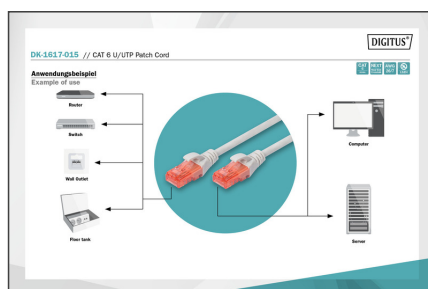 DIGITUS®
DK-1617-015 // CAT 6 U/UTP Patch Cord
Anwendungsbeispiel
Example of use
Router
Switch
Wall Outlet
Floor tank
Computer
Server